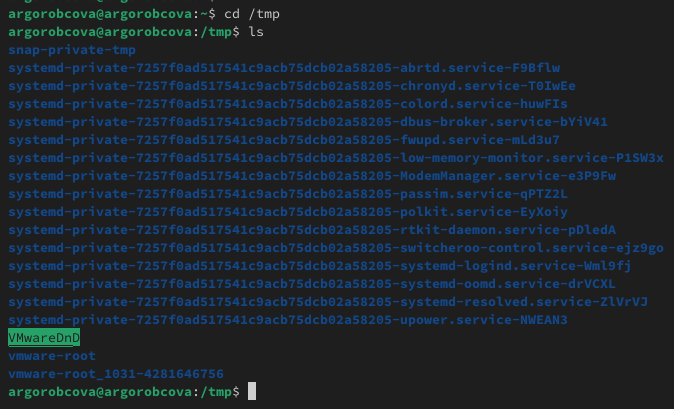 argorobcova@argorobcova:~$ cd /tmp
argorobcova@argorobcova:/tmp$ ls
snap-private-tmp
systemd-private-7257f0ad517541c9acb75dcb02a58205-abrtd.service-F9Bflw
systemd-private-7257f0ad517541c9acb75dcb02a58205-chronyd.service-T0IwEe
systemd-private-7257f0ad517541c9acb75dcb02a58205-colord.service-huwFIs
systemd-private-7257f0ad517541c9acb75dcb02a58205-dbus-broker.service-bYiV41
systemd-private-7257f0ad517541c9acb75dcb02a58205-fwupd.service-mLd3u7
systemd-private-7257f0ad517541c9acb75dcb02a58205-low-memory-monitor.service-P1SW3x
systemd-private-7257f0ad517541c9acb75dcb02a58205-ModemManager.service-e3P9Fw
systemd-private-7257f0ad517541c9acb75dcb02a58205-passim.service-qPTZ2L
systemd-private-7257f0ad517541c9acb75dcb02a58205-polkit.service-EyXoiy
systemd-private-7257f0ad517541c9acb75dcb02a58205-rtkit-daemon.service-pDledA
systemd-private-7257f0ad517541c9acb75dcb02a58205-switcheroo-control.service-ejz9go
systemd-private-7257f0ad517541c9acb75dcb02a58205-systemd-logind.service-Wml9fj
systemd-private-7257f0ad517541c9acb75dcb02a58205-systemd-oomd.service-drVCXL
systemd-private-7257f0ad517541c9acb75dcb02a58205-systemd-resolved.service-ZlVrVJ
systemd-private-7257f0ad517541c9acb75dcb02a58205-upower.service-NWEAN3
VMwareDnD
vmware-root
vmware-root_1031-4281646756
argorobcova@argorobcova:/tmp$